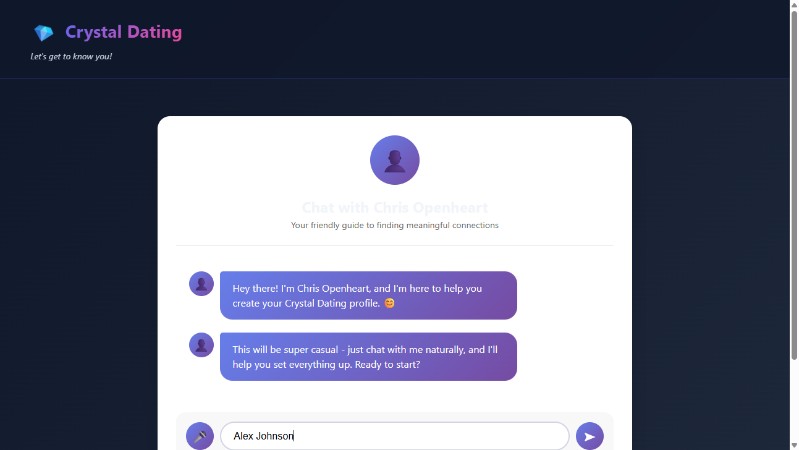 Crystal Dating
Let's get to know you!
Chat with Chris Openheart
Your friendly guide to finding meaningful connections
Hey there! I'm Chris Openheart, and I'm here to help you
create your Crystal Dating profile. 😊
This will be super casual - just chat with me naturally, and I'll
help you set everything up. Ready to start?
Alex Johnson